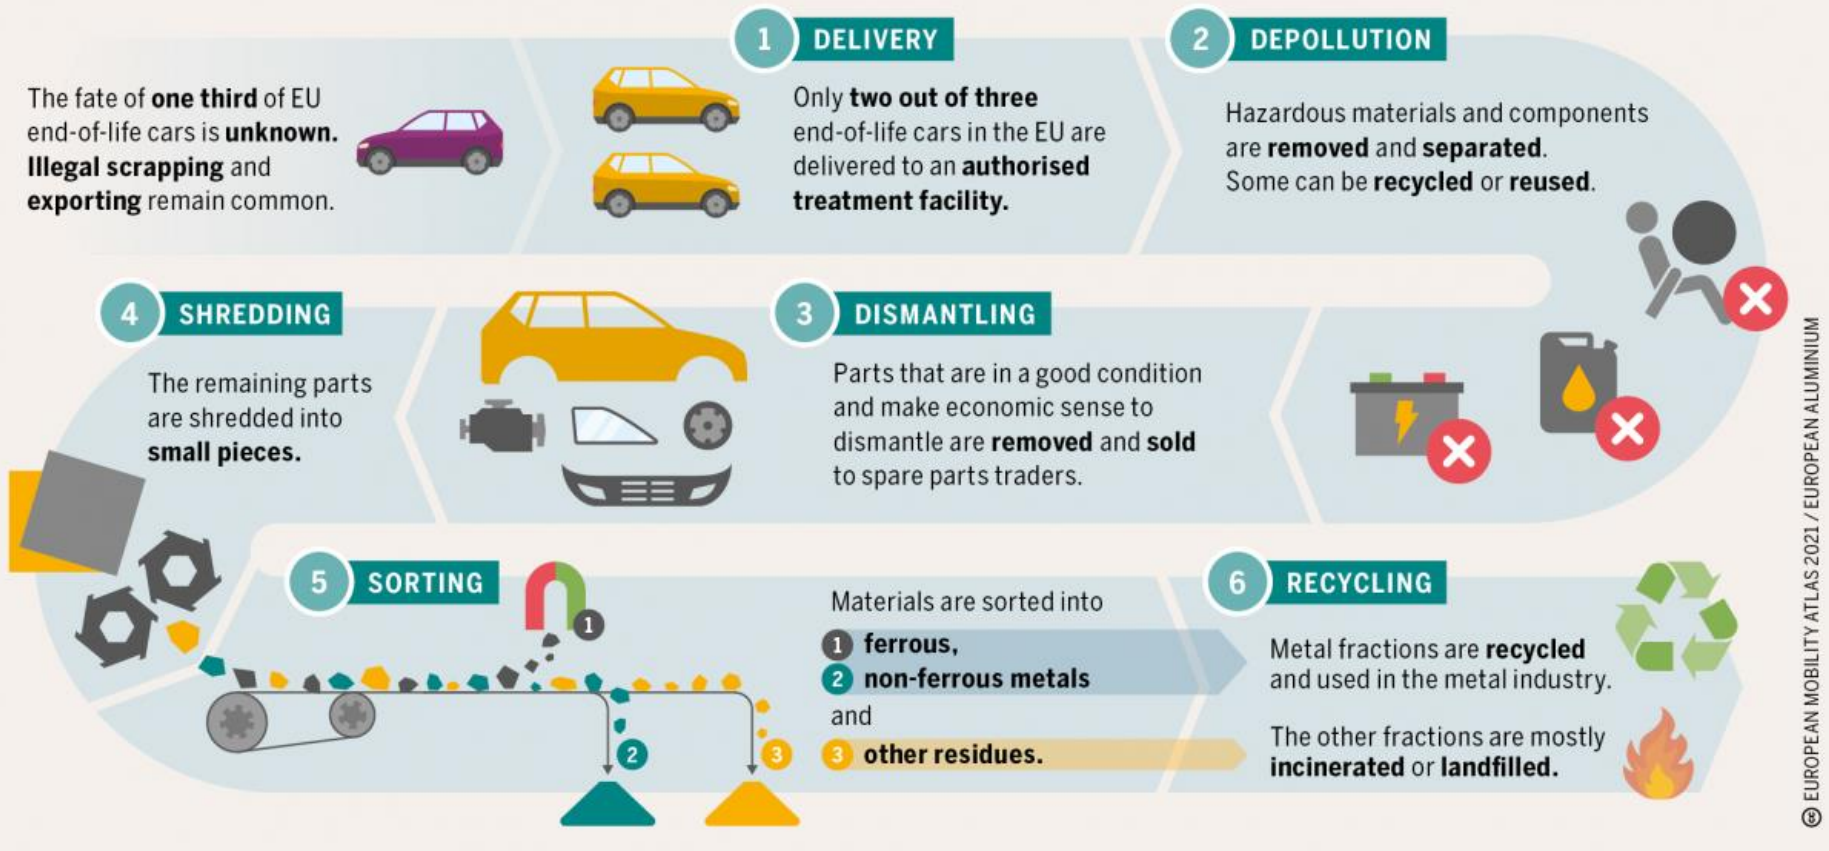 The fate of one third of EU
end-of-life cars is unknown.
Illegal scrapping and
exporting remain common.
1 DELIVERY
Only two out of three
end-of-life cars in the EU are
delivered to an authorised
treatment facility.
2 DEPOLLUTION
Hazardous materials and components
are removed and separated.
Some can be recycled or reused.
3 DISMANTLING
Parts that are in a good condition
and make economic sense to
dismantle are removed and sold
to spare parts traders.
4 SHREDDING
The remaining parts
are shredded into
small pieces.
5 SORTING
1
2
3
Materials are sorted into
1 ferrous,
2 non-ferrous metals
and
3 other residues.
6 RECYCLING
Metal fractions are recycled
and used in the metal industry.
The other fractions are mostly
incinerated or landfilled.
cc EUROPEAN MOBILITY ATLAS 2021 / EUROPEAN ALUMINIUM